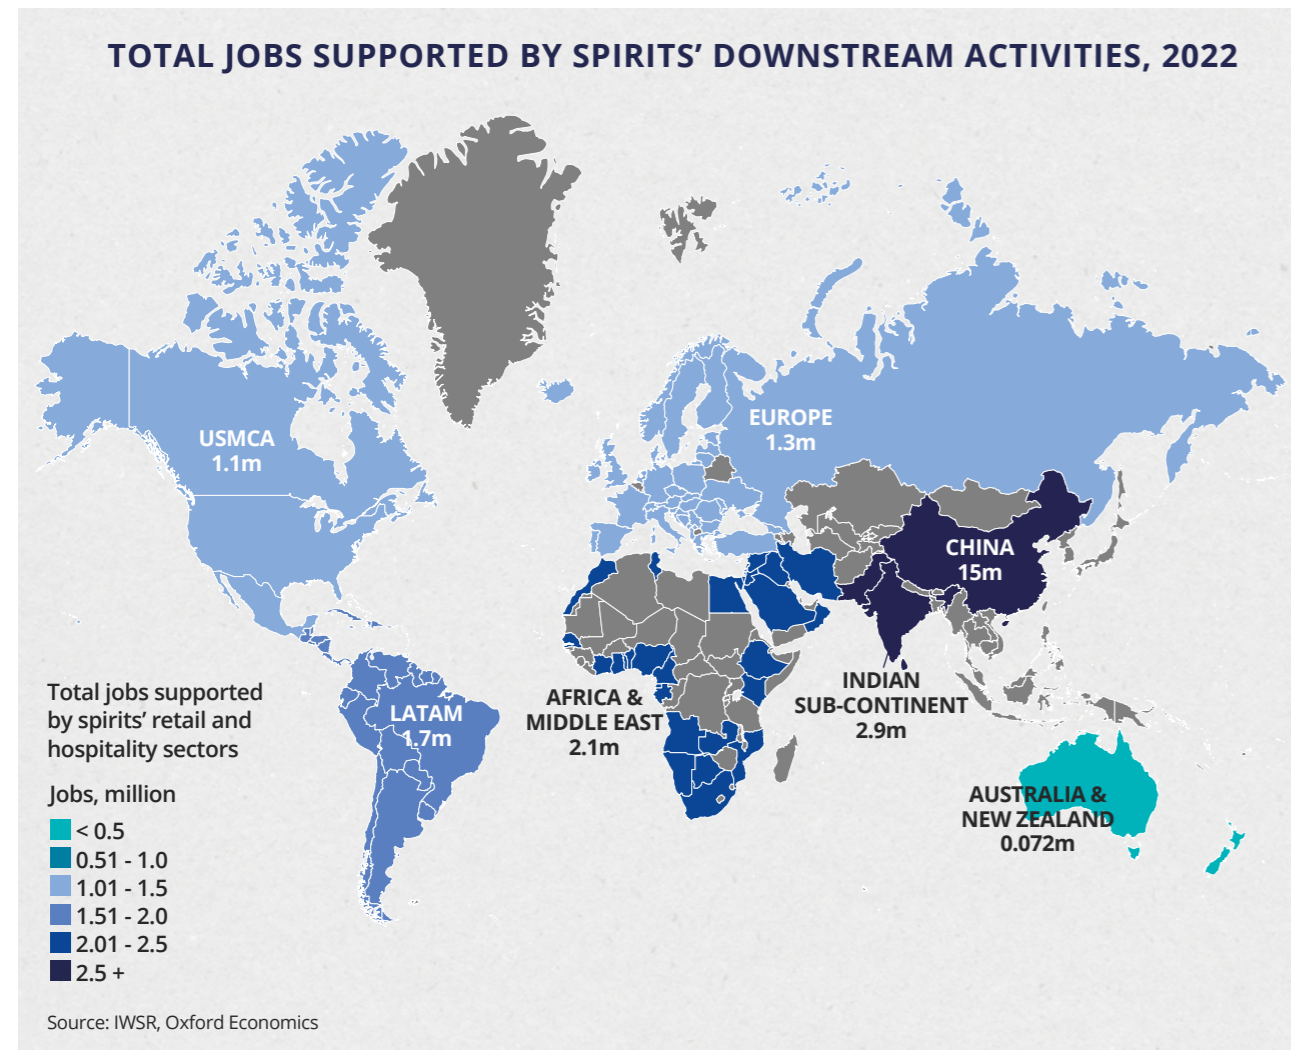 TOTAL JOBS SUPPORTED BY SPIRITS’ DOWNSTREAM ACTIVITIES, 2022
USMCA
1.1m
EUROPE
1.3m
CHINA
15m
INDIAN
SUB-CONTINENT
2.9m
AFRICA &
MIDDLE EAST
2.1m
LATAM
1.7m
AUSTRALIA &
NEW ZEALAND
0.072m
Total jobs supported
by spirits’ retail and
hospitality sectors
Jobs, million
< 0.5
0.51 - 1.0
1.01 - 1.5
1.51 - 2.0
2.01 - 2.5
2.5 +
Source: IWSR, Oxford Economics